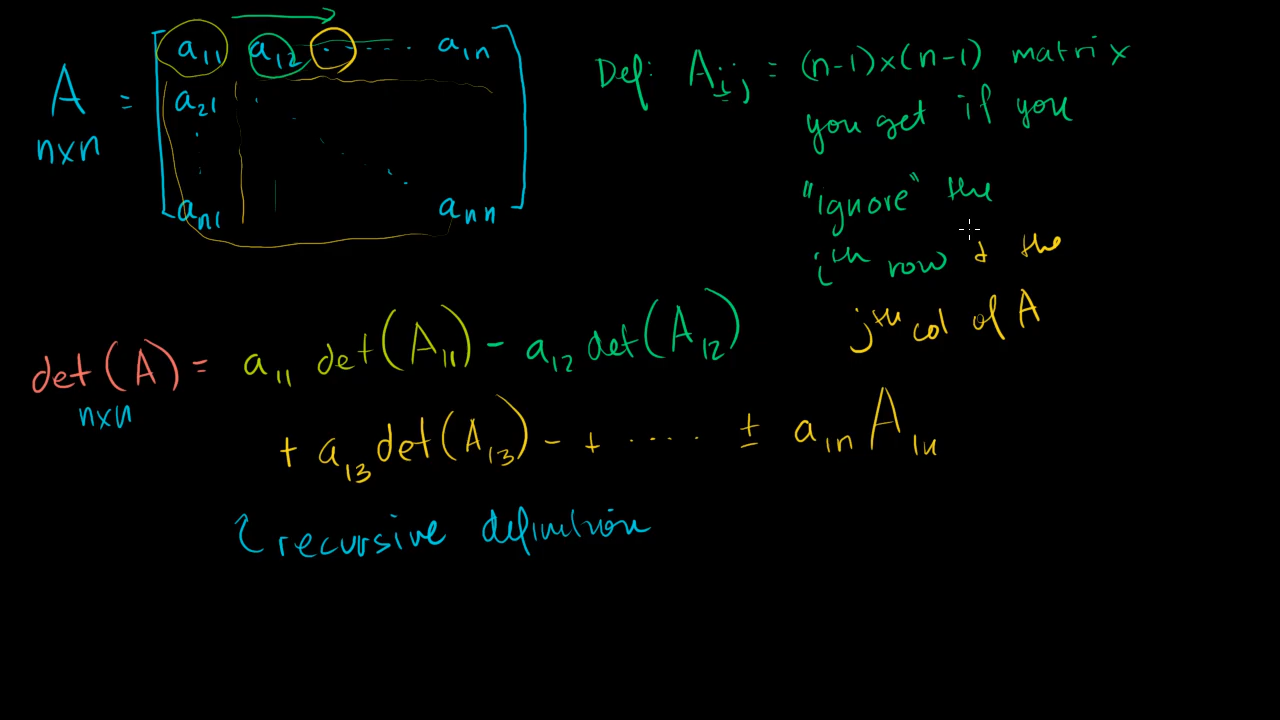 a11 a12 ..... a1n
A = a21
nxn
an1 ann
Def: Aij = (n-1)x(n-1) matrix
you get if you
"ignore" the
ith row & the
jth col of A
det(A) = a11 det(A11) - a12 det(A12)
nxn
+ a13 det(A13) - + ..... ± a1n A1n
recursive definition